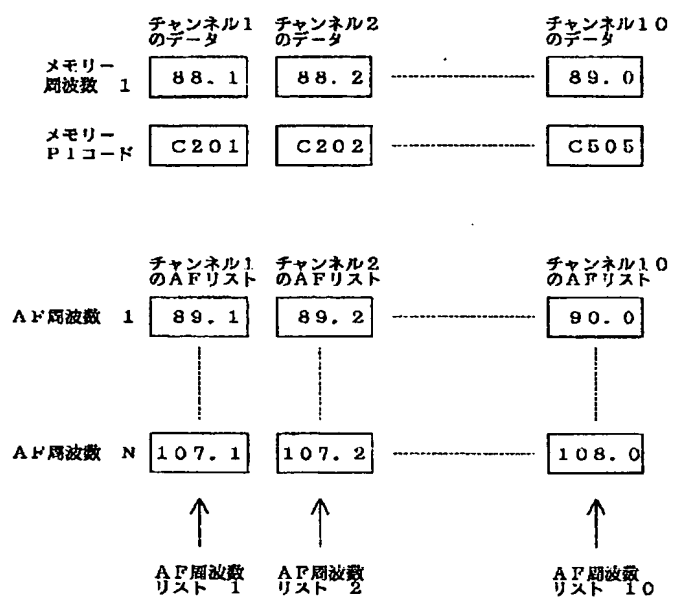 チャンネル1 チャンネル2 チャンネル10
のデータ のデータ のデータ
メモリー
周波数 1 88.1 88.2 89.0
メモリー
PIコード C201 C202 C505
チャンネル1 チャンネル2 チャンネル10
のAFリスト のAFリスト のAFリスト
AF周波数 1 89.1 89.2 90.0
AF周波数 N 107.1 107.2 108.0
AF周波数 AF周波数 AF周波数
リスト 1 リスト 2 リスト 10